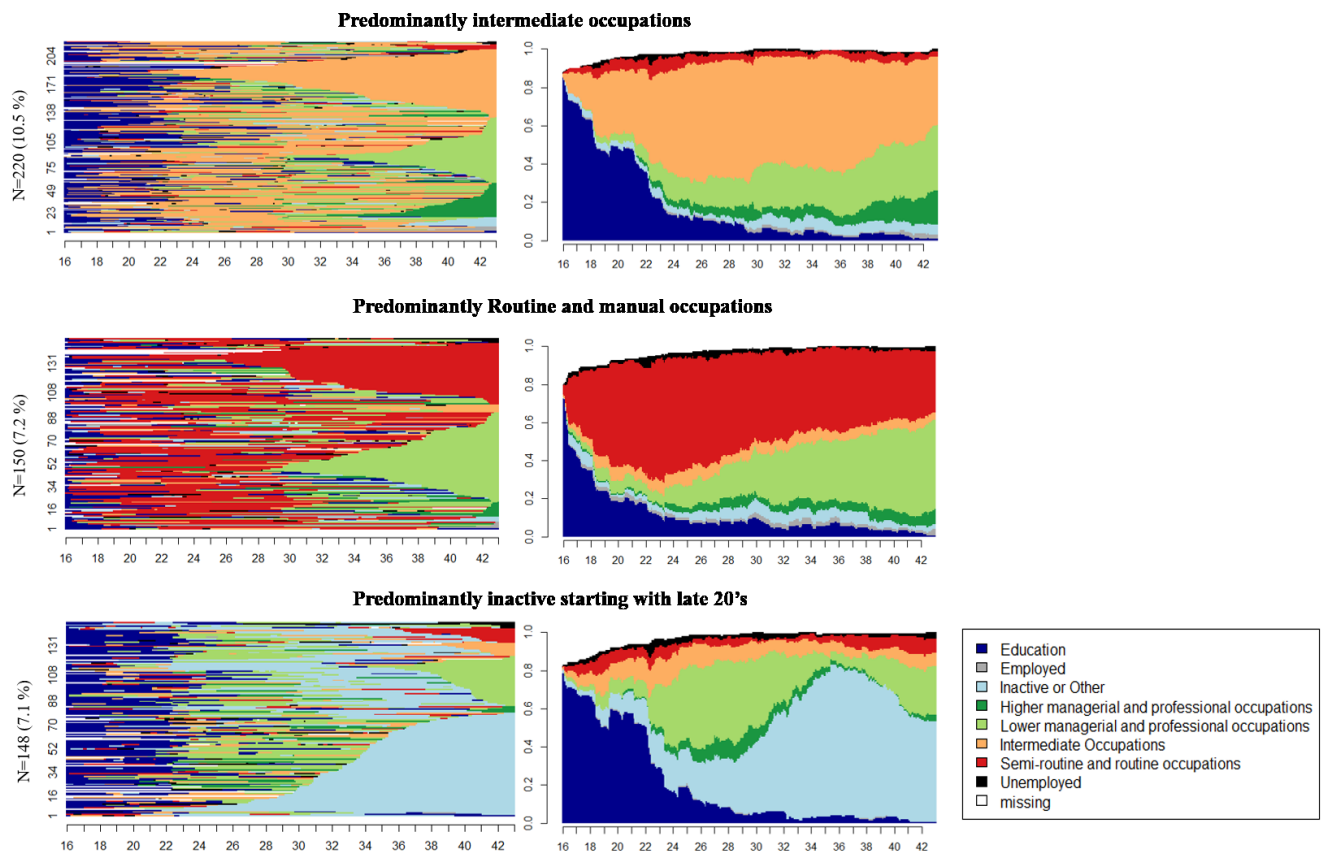 Predominantly intermediate occupations
N=220 (10.5 %)
1 23 49 75 105 138 171 204
16 18 20 22 24 26 28 30 32 34 36 38 40 42
0.0 0.2 0.4 0.6 0.8 1.0
16 18 20 22 24 26 28 30 32 34 36 38 40 42
Predominantly Routine and manual occupations
N=150 (7.2 %)
1 16 34 52 70 88 108 131
16 18 20 22 24 26 28 30 32 34 36 38 40 42
0.0 0.2 0.4 0.6 0.8 1.0
16 18 20 22 24 26 28 30 32 34 36 38 40 42
Predominantly inactive starting with late 20's
N=148 (7.1 %)
1 16 34 52 70 88 108 131
16 18 20 22 24 26 28 30 32 34 36 38 40 42
0.0 0.2 0.4 0.6 0.8 1.0
16 18 20 22 24 26 28 30 32 34 36 38 40 42
Education
Employed
Inactive or Other
Higher managerial and professional occupations
Lower managerial and professional occupations
Intermediate Occupations
Semi-routine and routine occupations
Unemployed
missing